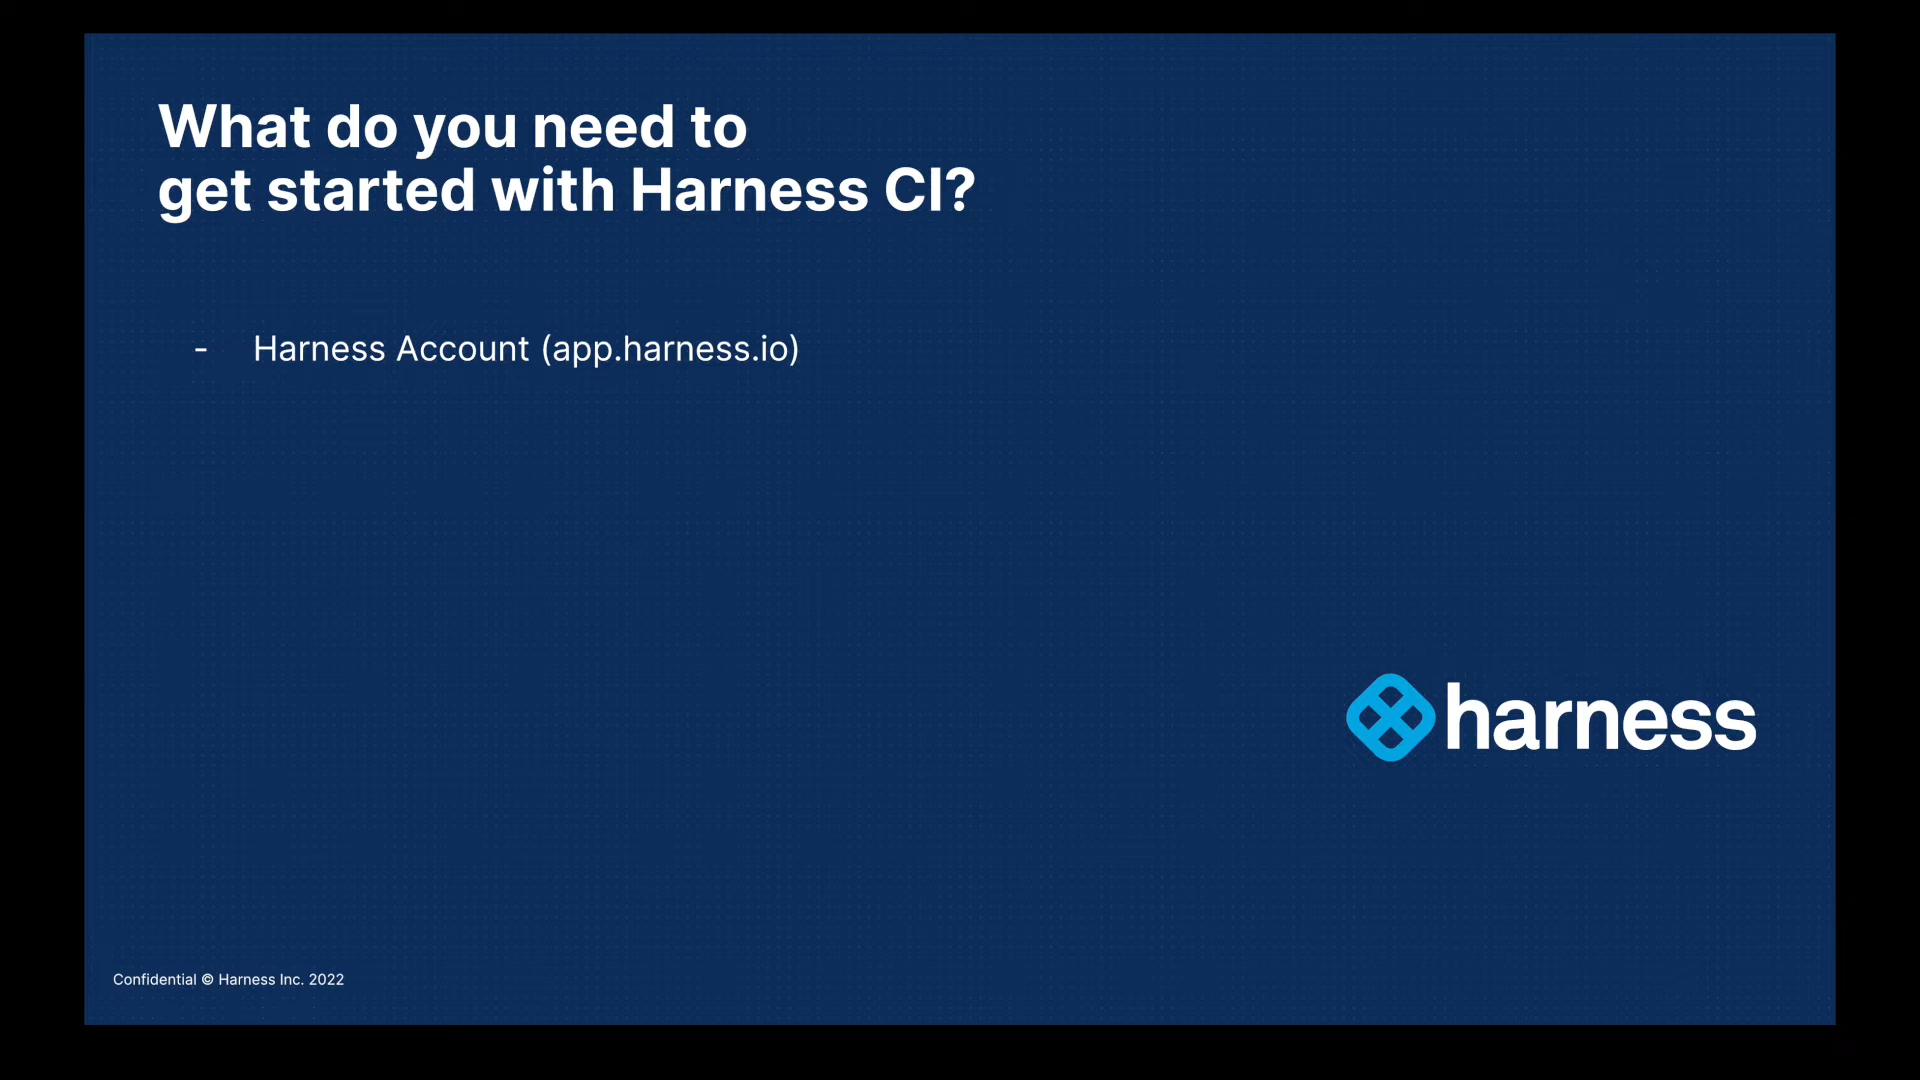 What do you need to
get started with Harness CI?
- Harness Account (app.harness.io)
harness
Confidential © Harness Inc. 2022